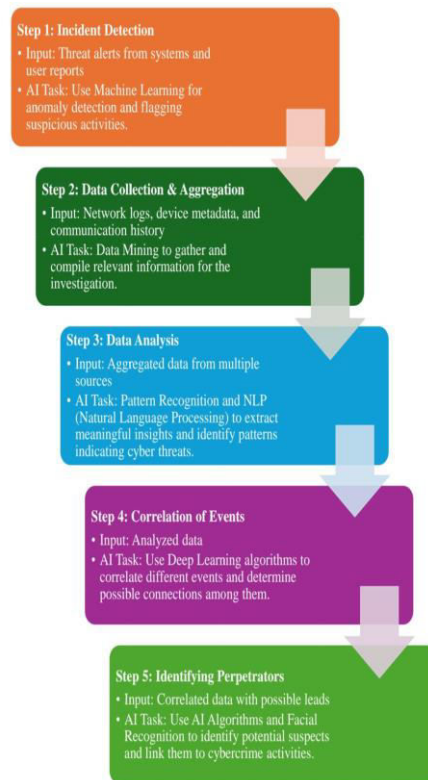 Step 1: Incident Detection
• Input: Threat alerts from systems and
user reports
• AI Task: Use Machine Learning for
anomaly detection and flagging
suspicious activities.
Step 2: Data Collection & Aggregation
• Input: Network logs, device metadata, and
communication history
• AI Task: Data Mining to gather and
compile relevant information for the
investigation.
Step 3: Data Analysis
• Input: Aggregated data from multiple
sources
• AI Task: Pattern Recognition and NLP
(Natural Language Processing) to extract
meaningful insights and identify patterns
indicating cyber threats.
Step 4: Correlation of Events
• Input: Analyzed data
• AI Task: Use Deep Learning algorithms to
correlate different events and determine
possible connections among them.
Step 5: Identifying Perpetrators
• Input: Correlated data with possible leads
• AI Task: Use AI Algorithms and Facial
Recognition to identify potential suspects
and link them to cybercrime activities.